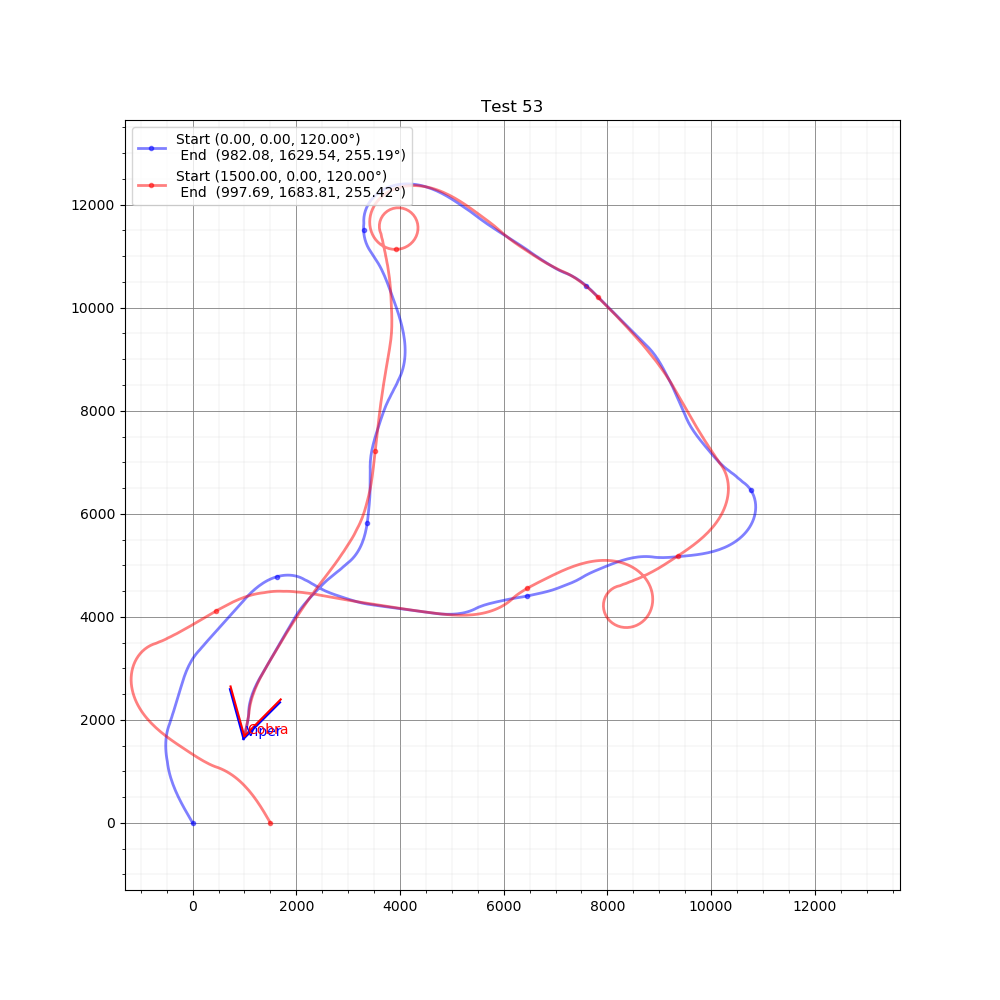 Test 53
Start (0.00, 0.00, 120.00°)
End (982.08, 1629.54, 255.19°)
Start (1500.00, 0.00, 120.00°)
End (997.69, 1683.81, 255.42°)
12000
10000
8000
6000
4000
2000
0
Cobra
Viper
0 2000 4000 6000 8000 10000 12000